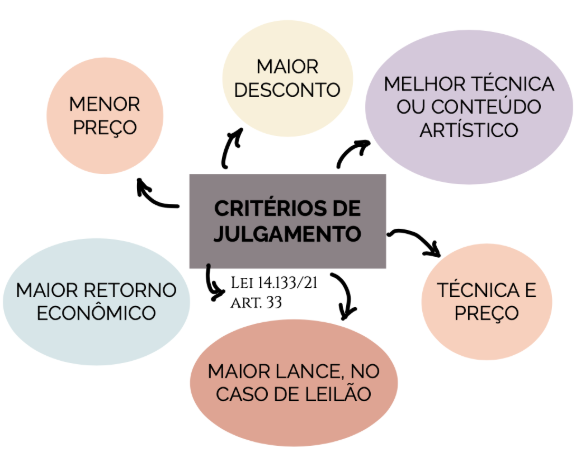 MAIOR
DESCONTO
MELHOR TÉCNICA
OU CONTEÚDO
ARTÍSTICO
MENOR
PREÇO
CRITÉRIOS DE
JULGAMENTO
LEI 14.133/21
ART. 33
MAIOR RETORNO
ECONÔMICO
TÉCNICA E
PREÇO
MAIOR LANCE, NO
CASO DE LEILÃO